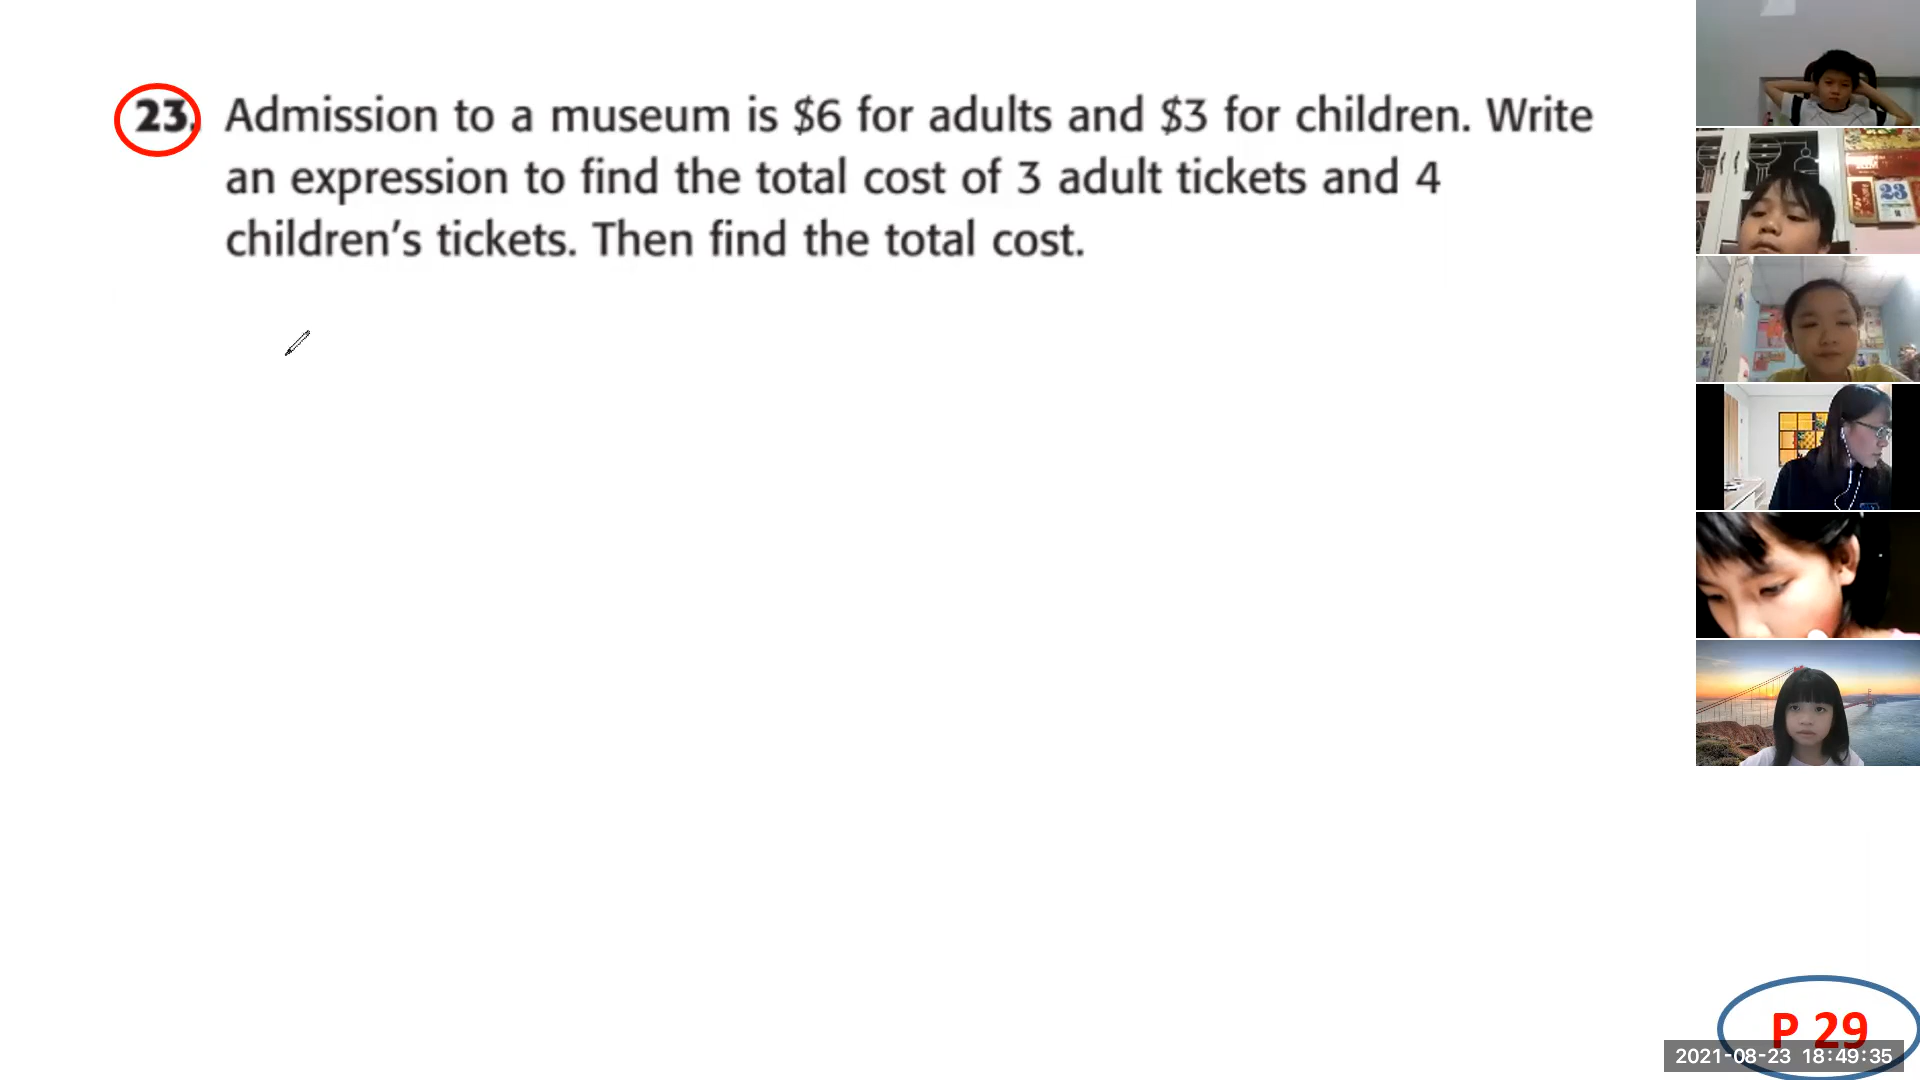 23. Admission to a museum is $6 for adults and $3 for children. Write
an expression to find the total cost of 3 adult tickets and 4
children's tickets. Then find the total cost.
23
P 29
2021-08-23 18:49:35